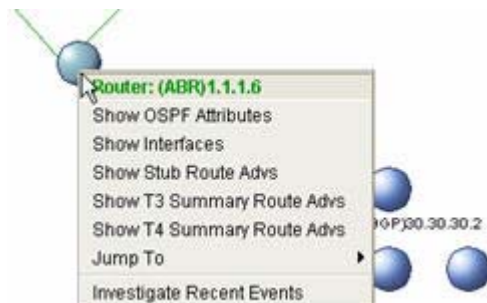 Router: (ABR)1.1.1.6
Show OSPF Attributes
Show Interfaces
Show Stub Route Advs
Show T3 Summary Route Advs
Show T4 Summary Route Advs
GP)30.30.30.2
Jump To
Investigate Recent Events